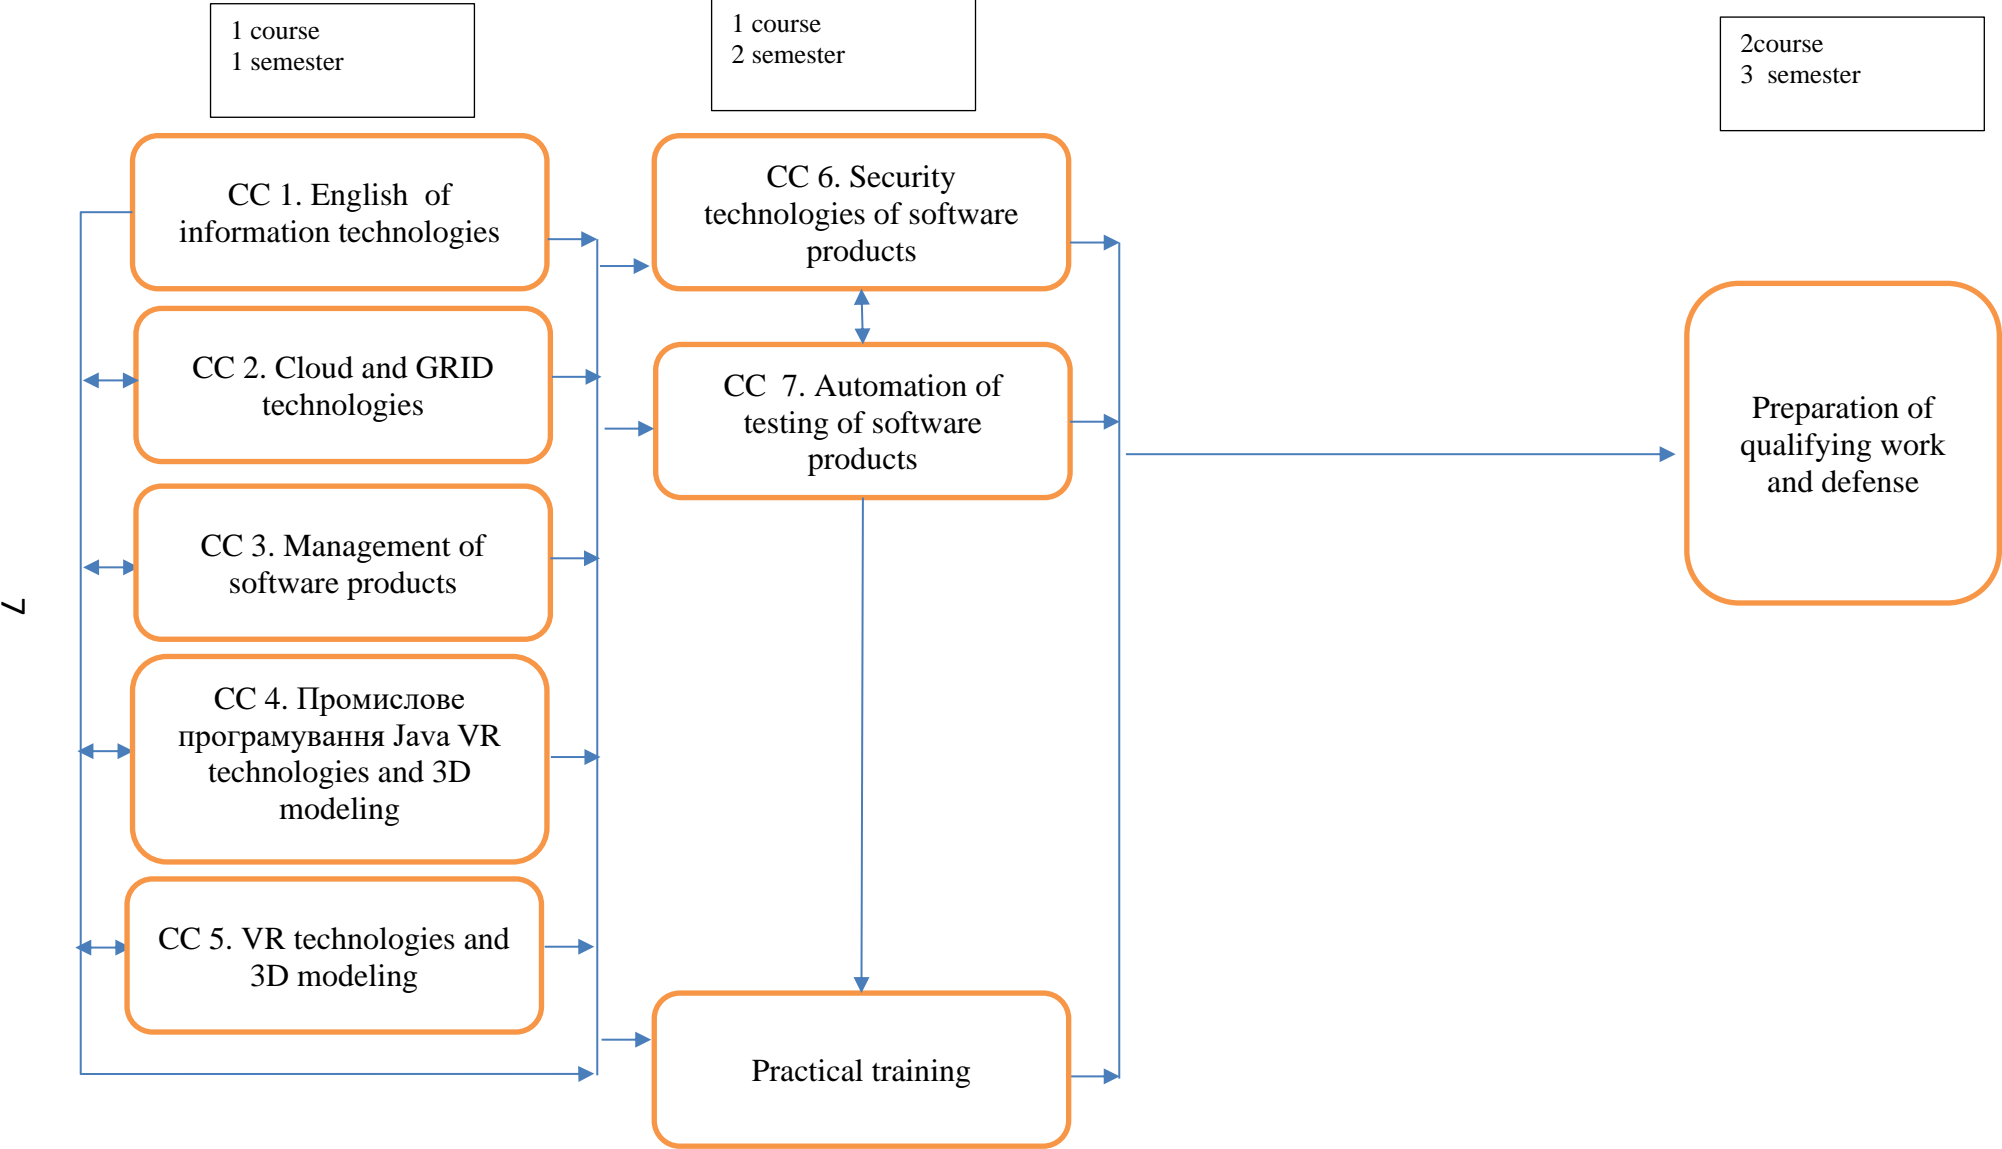 1 course
1 semester
1 course
2 semester
2course
3 semester
CC 1. English of
information technologies
CC 2. Cloud and GRID
technologies
CC 3. Management of
software products
CC 4. Промислове
програмування Java VR
technologies and 3D
modeling
CC 5. VR technologies and
3D modeling
CC 6. Security
technologies of software
products
CC 7. Automation of
testing of software
products
Practical training
Preparation of
qualifying work
and defense
7